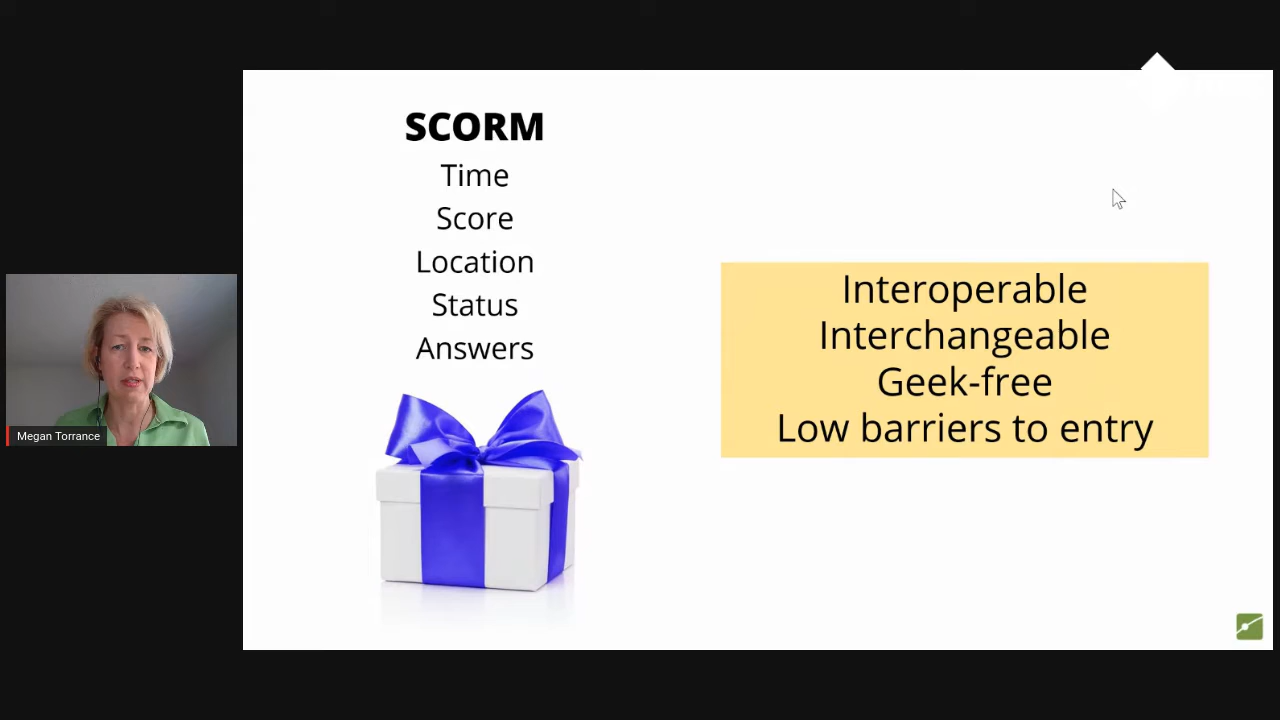 SCORM
Time
Score
Location
Status
Answers
Interoperable
Interchangeable
Geek-free
Low barriers to entry
Megan Torrance